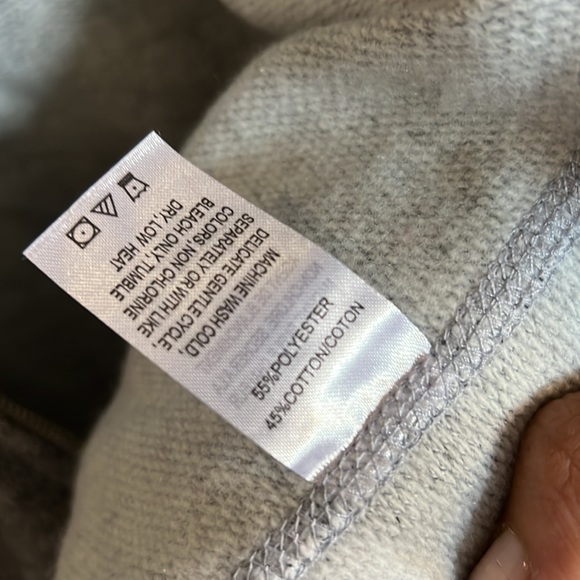 55%POLYESTER
45%COTTON/COTON
MACHINE WASH COLD,
DELICATE GENTLE CYCLE,
SEPARATELY OR WITH LIKE
COLORS, NON CHLORINE
BLEACH ONLY, TUMBLE
DRY, LOW HEAT